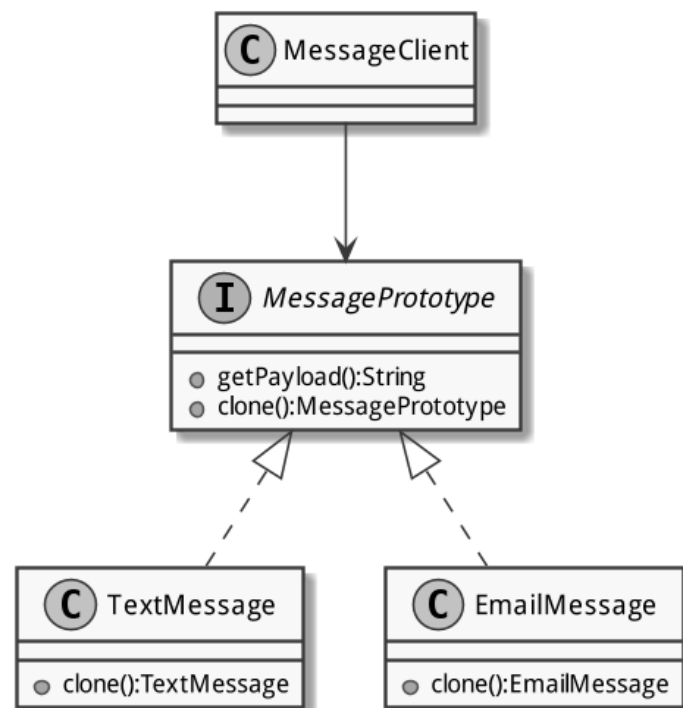 C MessageClient
I MessagePrototype
getPayload():String
clone():MessagePrototype
C TextMessage
clone():TextMessage
C EmailMessage
clone():EmailMessage